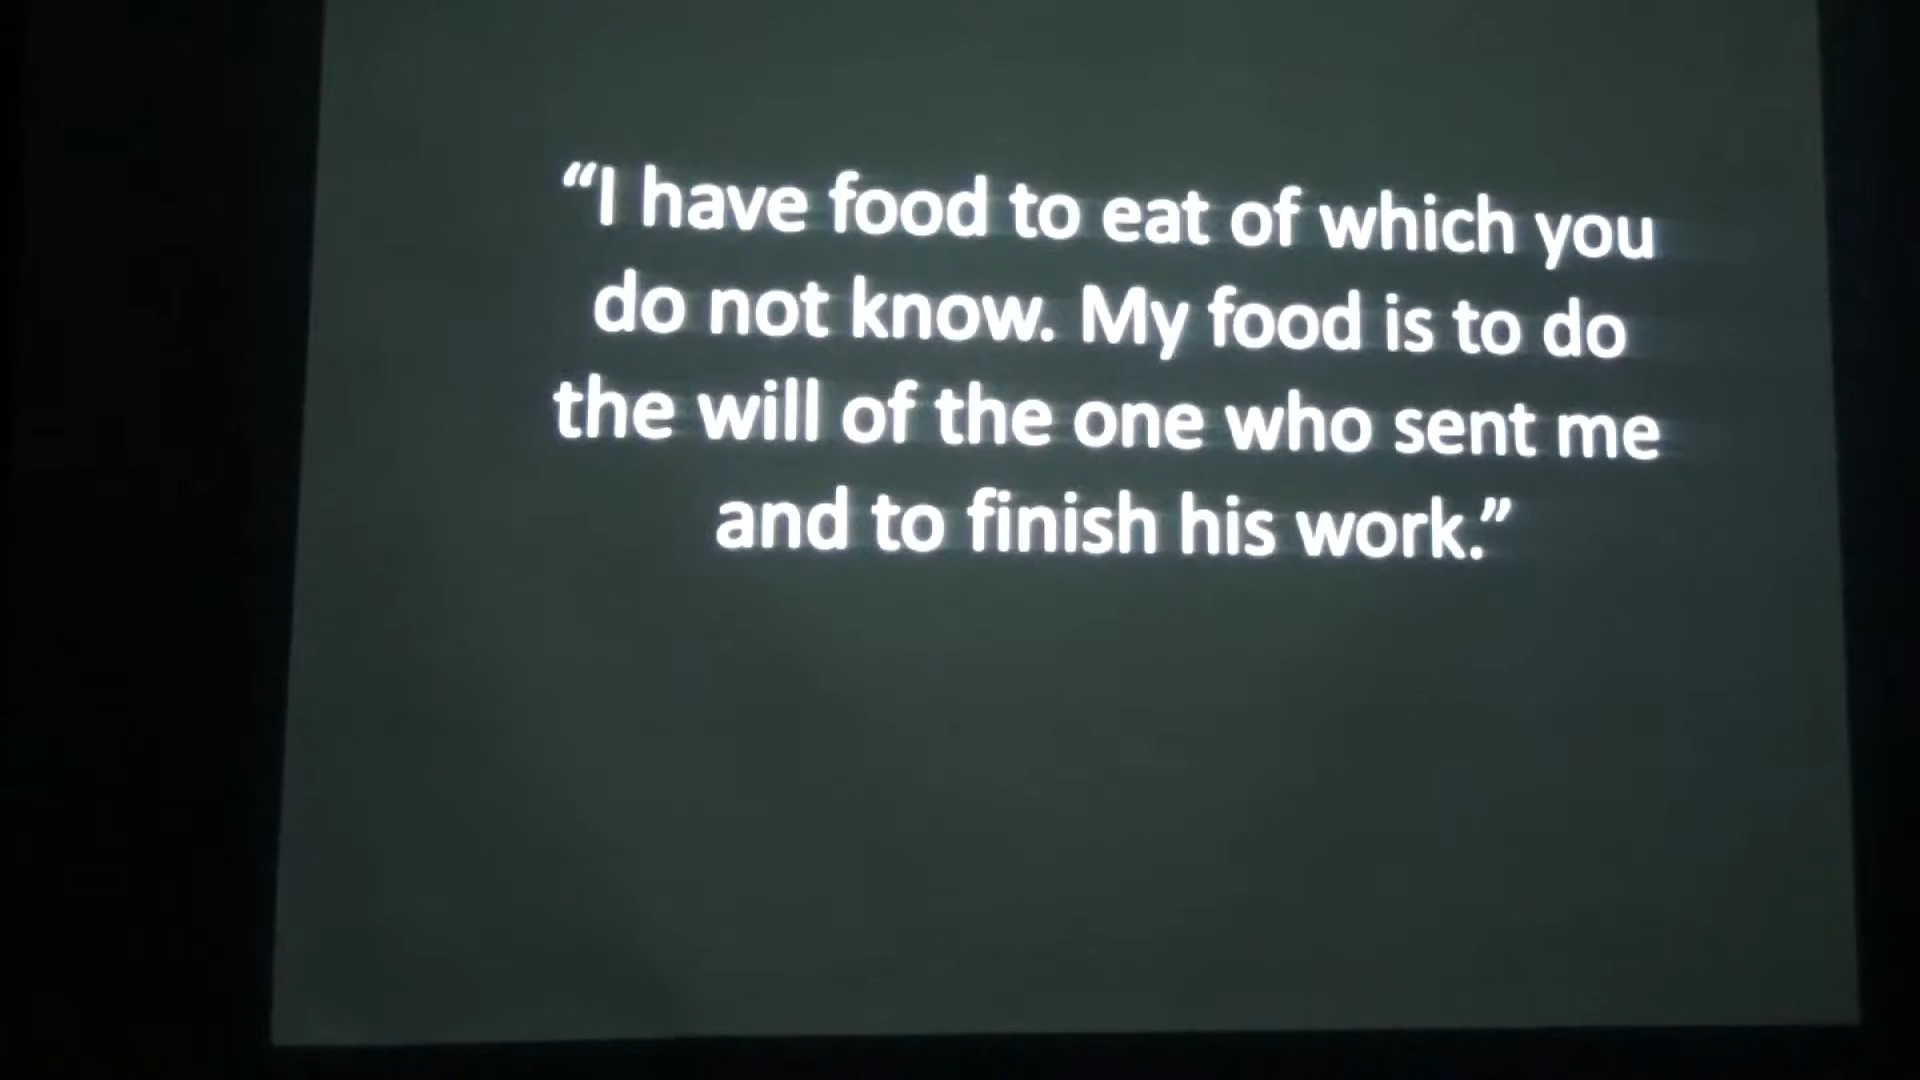 “I have food to eat of which you
do not know. My food is to do
the will of the one who sent me
and to finish his work.”